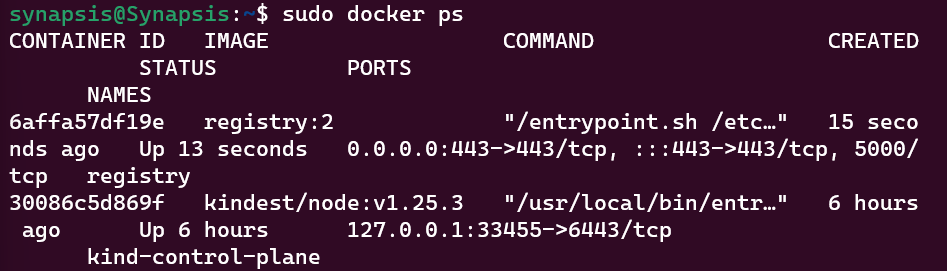 synapsis@Synapsis:~$ sudo docker ps
CONTAINER ID   IMAGE                  COMMAND                  CREATED
            STATUS            PORTS
       NAMES
6affa57df19e   registry:2             "/entrypoint.sh /etc…"   15 seco
nds ago   Up 13 seconds   0.0.0.0:443->443/tcp, :::443->443/tcp, 5000/
tcp   registry
30086c5d869f   kindest/node:v1.25.3   "/usr/local/bin/entr…"   6 hours
 ago      Up 6 hours      127.0.0.1:33455->6443/tcp
       kind-control-plane